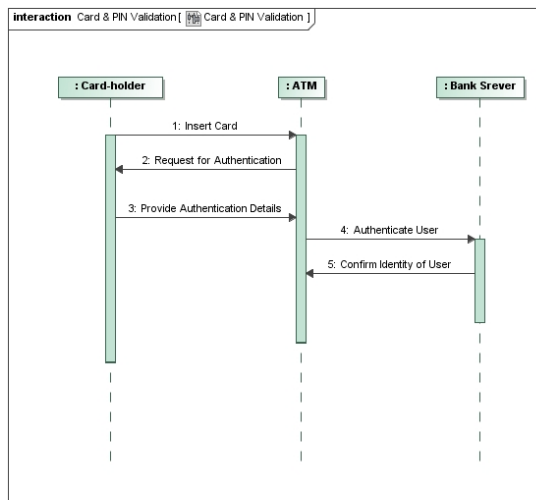 interaction Card & PIN Validation [ Card & PIN Validation ]
: Card-holder
: ATM
: Bank Srever
1: Insert Card
2: Request for Authentication
3: Provide Authentication Details
4: Authenticate User
5: Confirm Identity of User